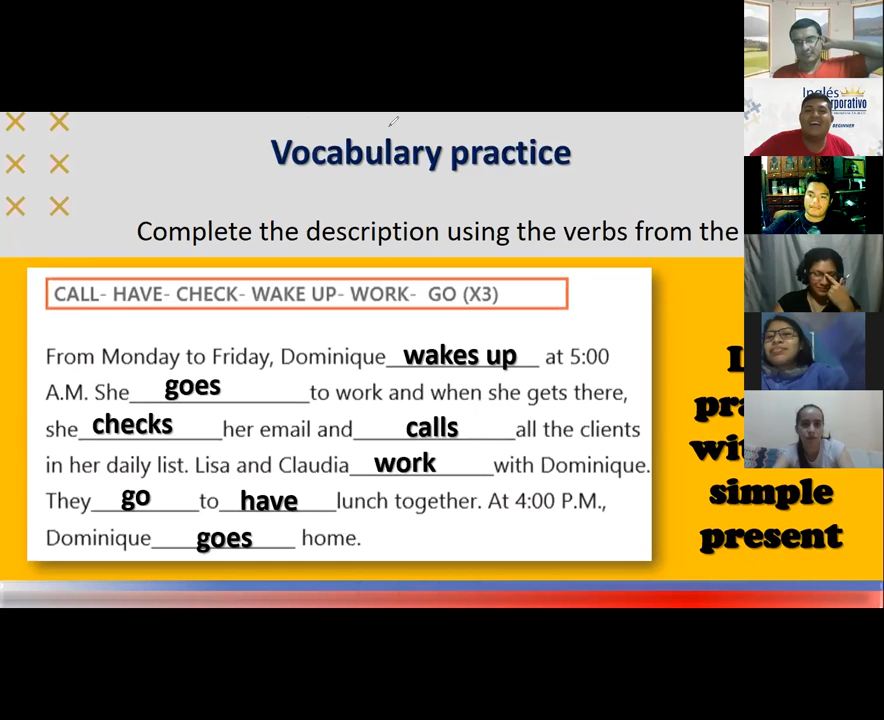 Vocabulary practice
Complete the description using the verbs from the
CALL- HAVE- CHECK- WAKE UP- WORK- GO (X3)
From Monday to Friday, Dominique wakes up at 5:00
A.M. She goes to work and when she gets there,
she checks her email and calls all the clients
in her daily list. Lisa and Claudia work with Dominique.
They go to have lunch together. At 4:00 P.M.,
Dominique goes home.
simple
present
Inglés
BEGINNER